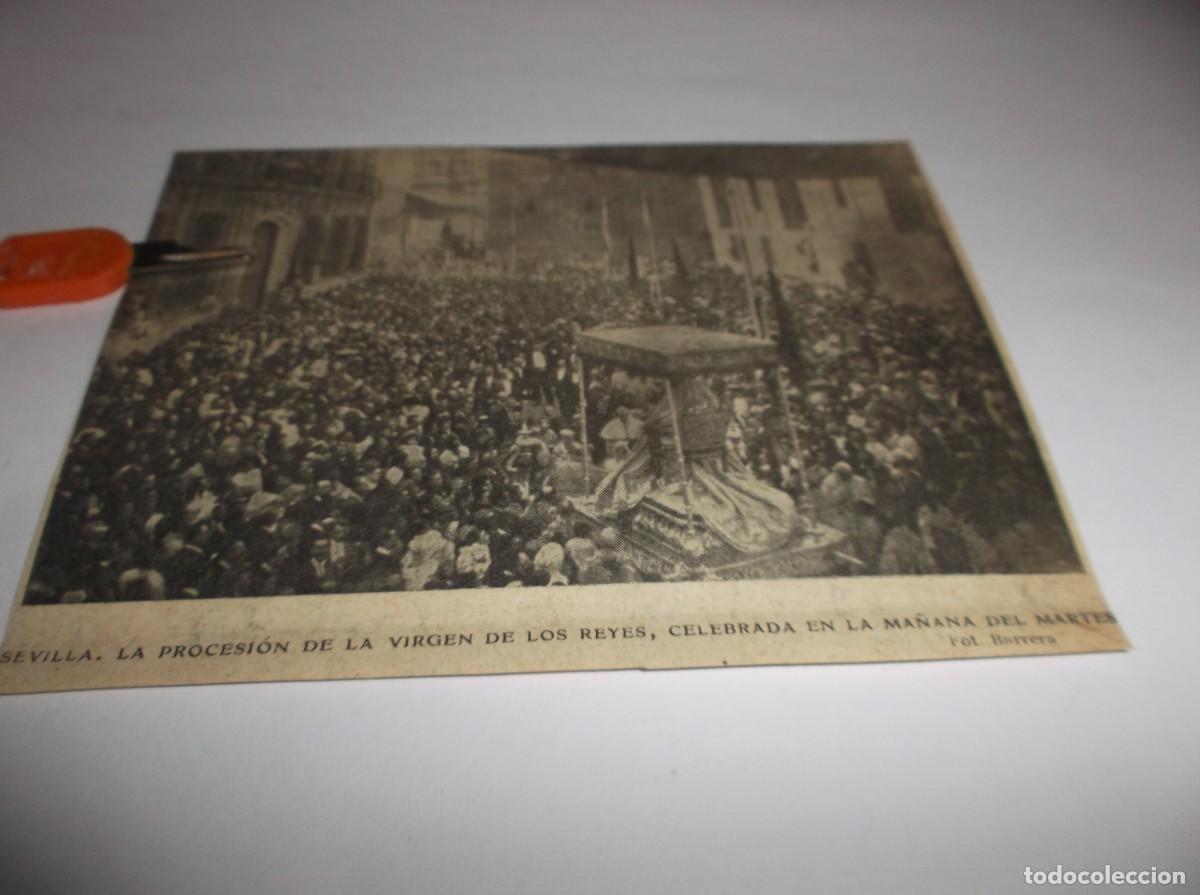 SEVILLA. LA PROCESIÓN DE LA VIRGEN DE LOS REYES, CELEBRADA EN LA MAÑANA DEL MARTES
Fot. Barrera
todocoleccion